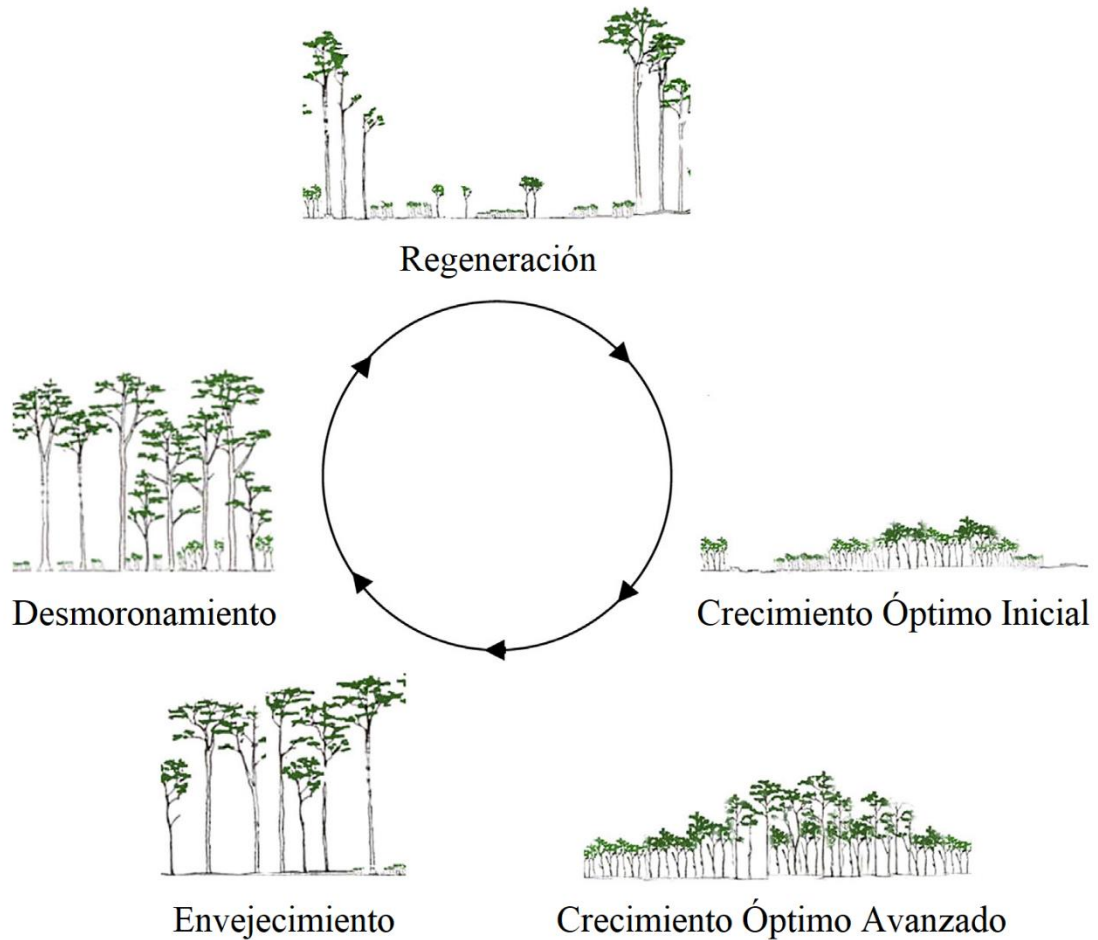 Regeneración
Desmoronamiento
Crecimiento Óptimo Inicial
Envejecimiento
Crecimiento Óptimo Avanzado